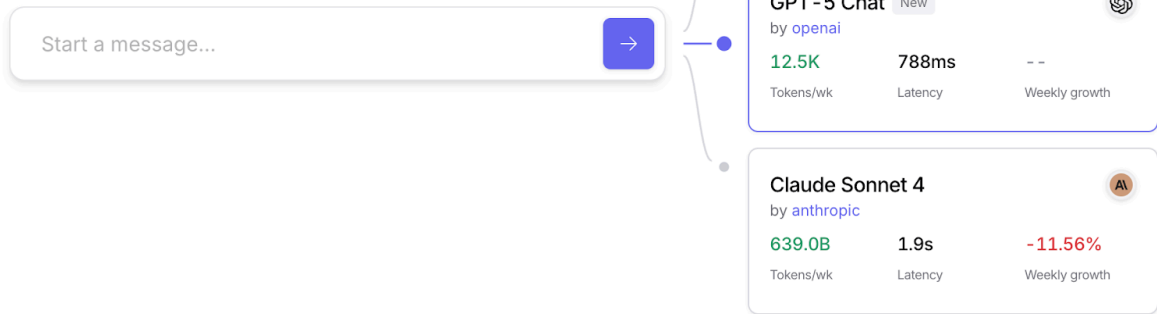 GPT-5 Chat New
by openai
12.5K 788ms --
Tokens/wk Latency Weekly growth
Start a message...
Claude Sonnet 4
by anthropic
639.0B 1.9s -11.56%
Tokens/wk Latency Weekly growth